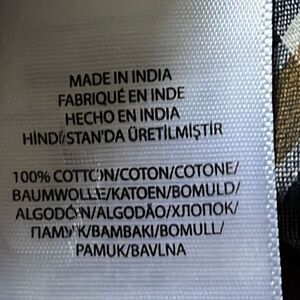 MADE IN INDIA
FABRIQUÉ EN INDE
HECHO EN INDIA
HİNDİSTAN'DA ÜRETİLMİŞTİR
100% COTTON/COTON/COTONE/
BAUMWOLLE/KATOEN/BOMULD/
ALGODÓN/ALGODÃO/ХЛОПОК/
ПАМУК/BAMBAKI/BOMULL/
PAMUK/BAVLNA